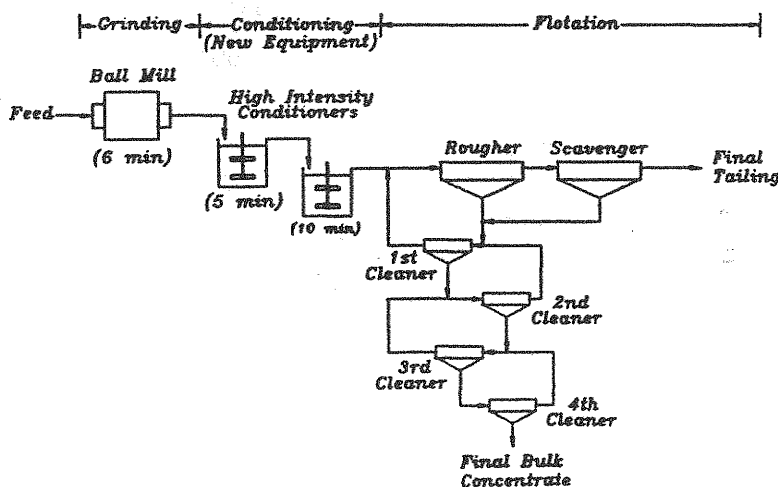 Grinding
Conditioning
(New Equipment)
Flotation
Ball Mill
Feed
(6 min)
High Intensity
Conditioners
(5 min)
(10 min)
Rougher
Scavenger
Final
Tailing
1st
Cleaner
2nd
Cleaner
3rd
Cleaner
4th
Cleaner
Final Bulk
Concentrate